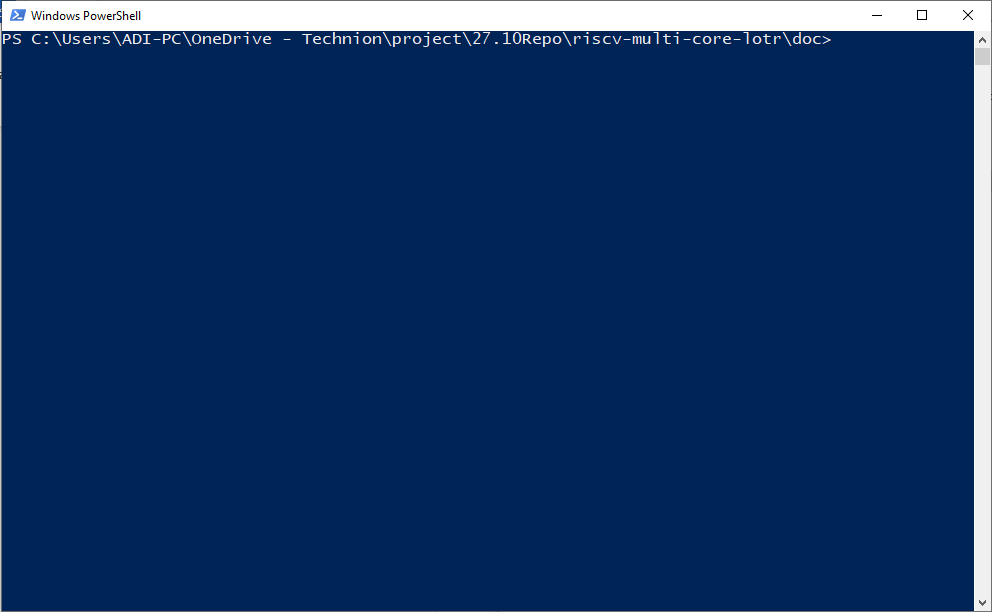 Windows PowerShell
PS C:\Users\ADI-PC\OneDrive - Technion\project\27.10Repo\riscv-multi-core-lotr\doc>